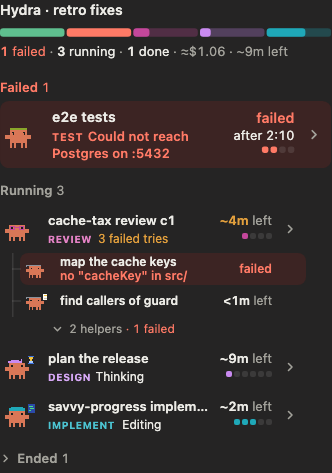 Hydra · retro fixes
1 failed · 3 running · 1 done · ≈$1.06 · ~9m left
Failed 1
e2e tests failed
TEST Could not reach after 2:10
Postgres on :5432
Running 3
cache-tax review c1 ~4m left
REVIEW 3 failed tries
map the cache keys
no "cacheKey" in src/ failed
find callers of guard <1m left
2 helpers · 1 failed
plan the release ~9m left
DESIGN Thinking
savvy-progress implem... ~2m left
IMPLEMENT Editing
Ended 1